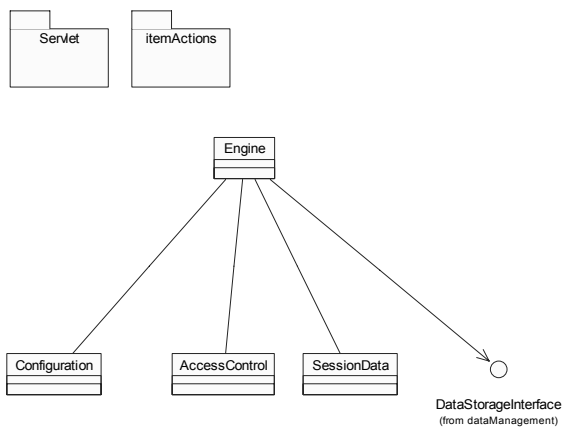 Servlet
itemActions
Engine
Configuration
AccessControl
SessionData
DataStorageInterface
(from dataManagement)